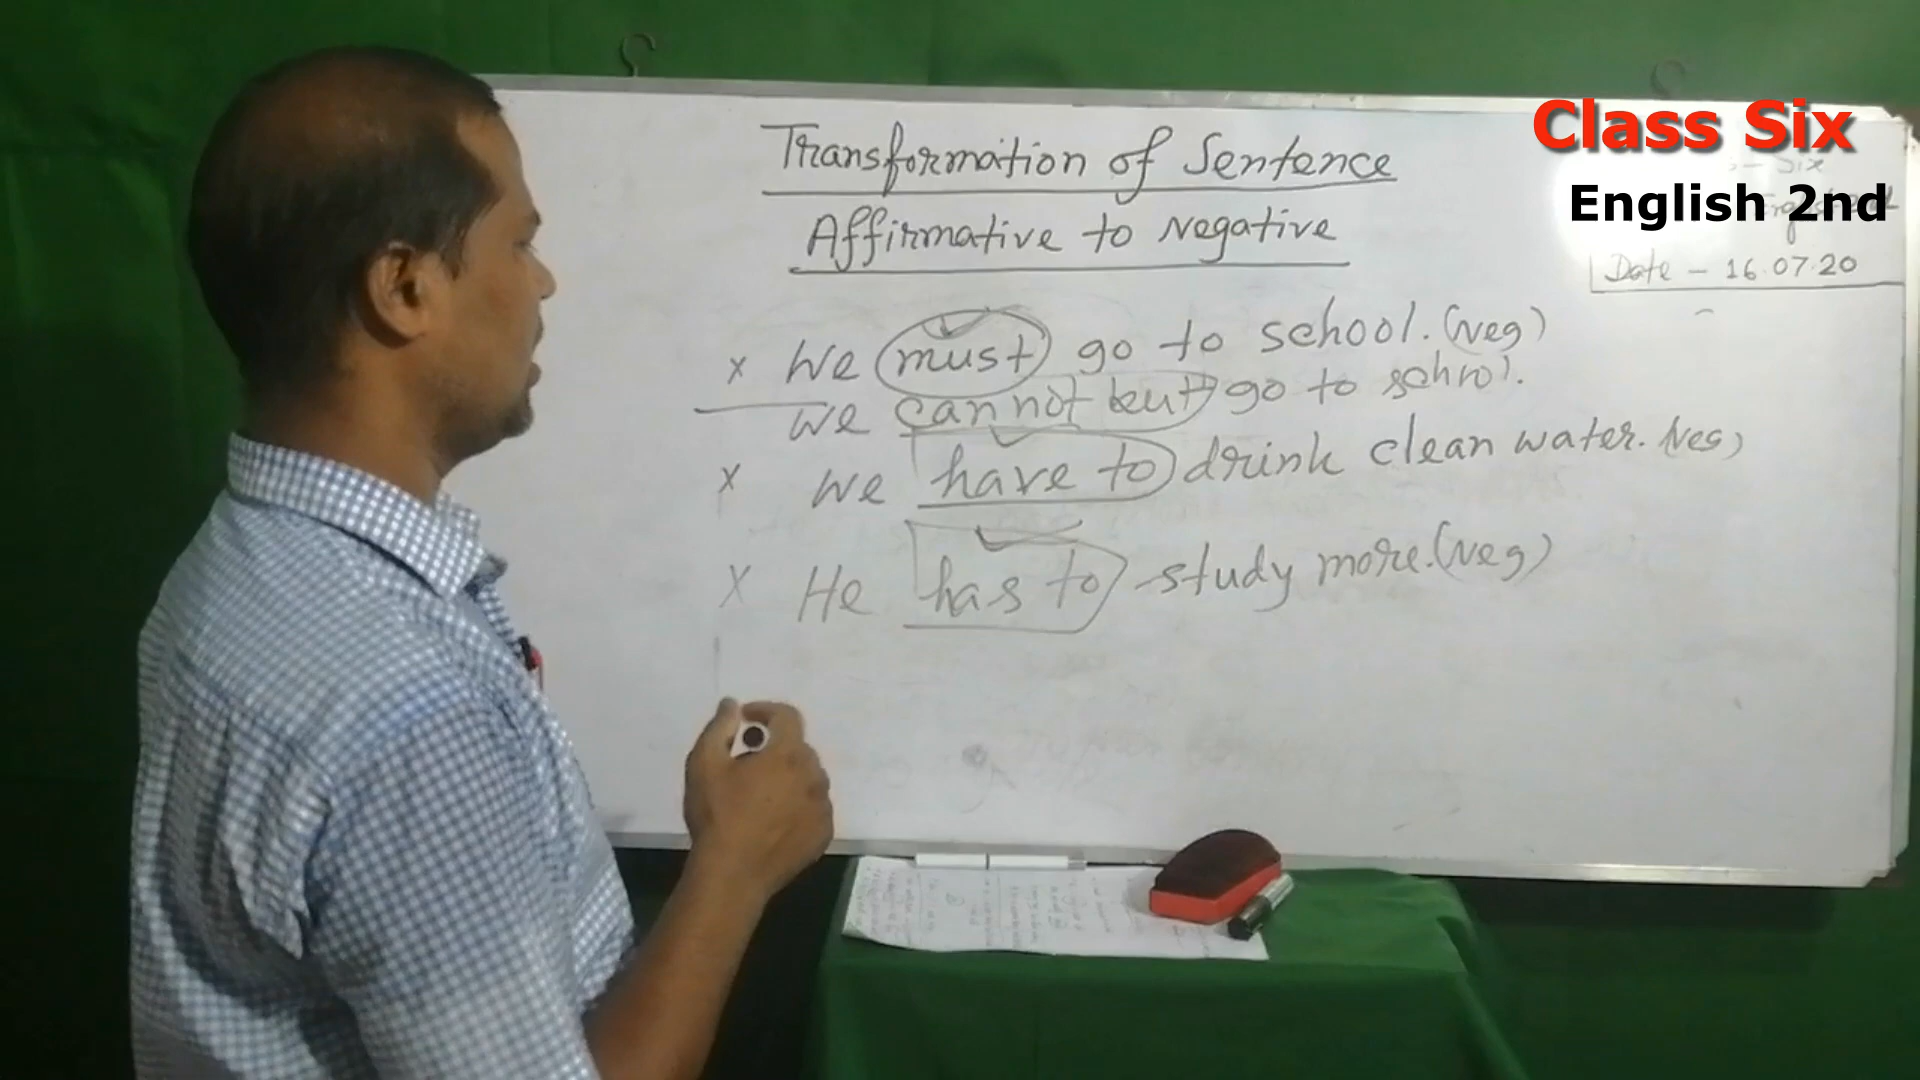 Class Six
English 2nd
Date - 16.07.20
Transformation of Sentence
Affirmative to Negative
x We must go to school. (Neg)
We cannot but go to school.
x We have to drink clean water. (Neg)
x He has to study more. (Neg)